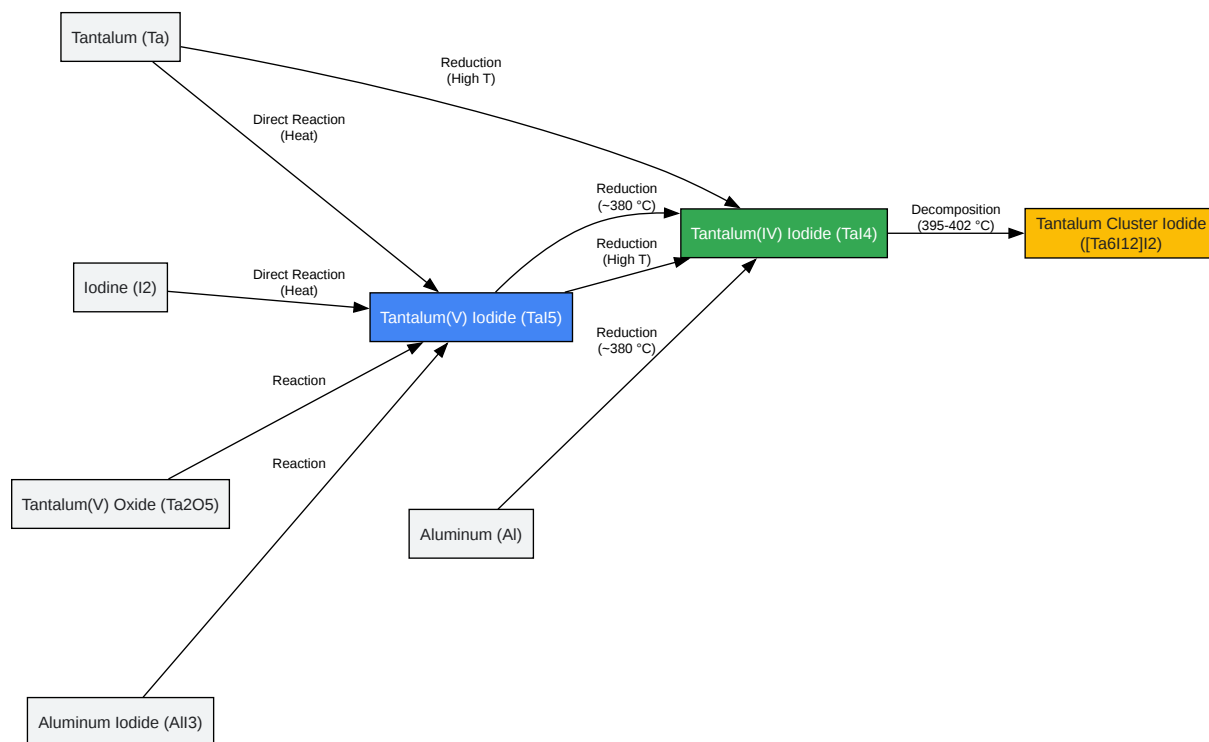 Tantalum (Ta)
Reduction
(High T)
Direct Reaction
(Heat)
Reduction
(~380 °C)
Decomposition
(395-402 °C)
Tantalum Cluster Iodide
([Ta6I12]I2)
Tantalum(IV) Iodide (TaI4)
Reduction
(High T)
Direct Reaction
(Heat)
Iodine (I2)
Tantalum(V) Iodide (TaI5)
Reduction
(~380 °C)
Reaction
Reaction
Tantalum(V) Oxide (Ta2O5)
Aluminum (Al)
Aluminum Iodide (AlI3)